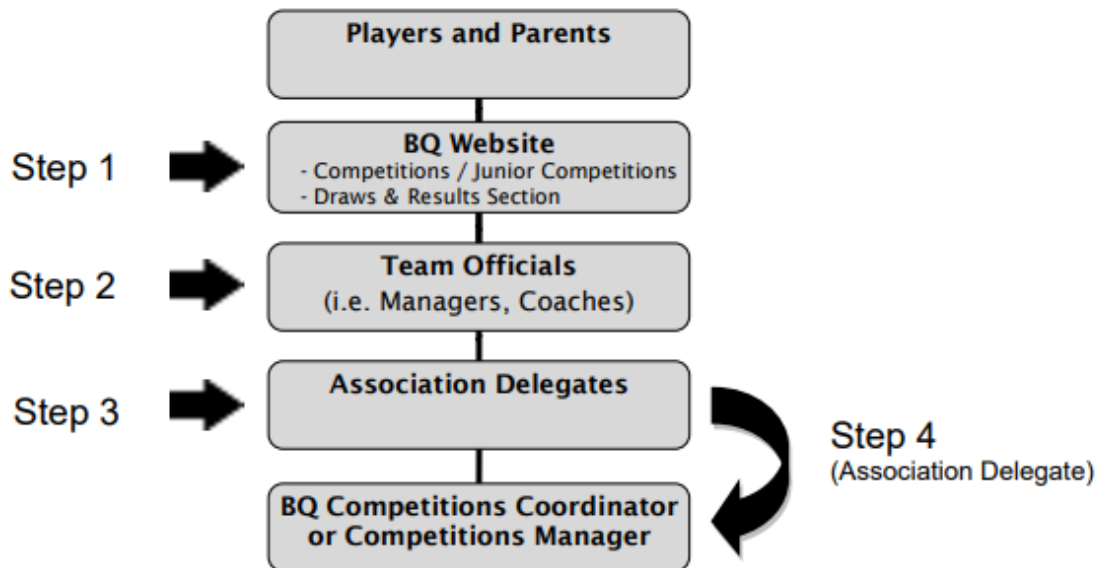 Players and Parents
Step 1
BQ Website
- Competitions / Junior Competitions
- Draws & Results Section
Step 2
Team Officials
(i.e. Managers, Coaches)
Step 3
Association Delegates
Step 4
(Association Delegate)
BQ Competitions Coordinator
or Competitions Manager